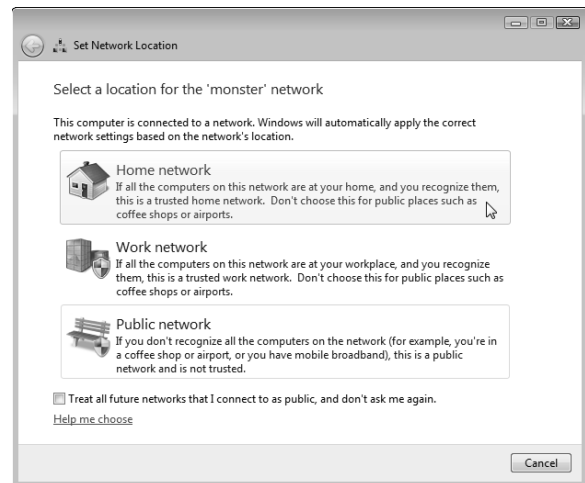 Set Network Location
Select a location for the 'monster' network
This computer is connected to a network. Windows will automatically apply the correct
network settings based on the network's location.
Home network
If all the computers on this network are at your home, and you recognize them,
this is a trusted home network.  Don't choose this for public places such as
coffee shops or airports.
Work network
If all the computers on this network are at your workplace, and you recognize
them, this is a trusted work network.  Don't choose this for public places such as
coffee shops or airports.
Public network
If you don't recognize all the computers on the network (for example, you're in
a coffee shop or airport, or you have mobile broadband), this is a public
network and is not trusted.
Treat all future networks that I connect to as public, and don't ask me again.
Help me choose
Cancel